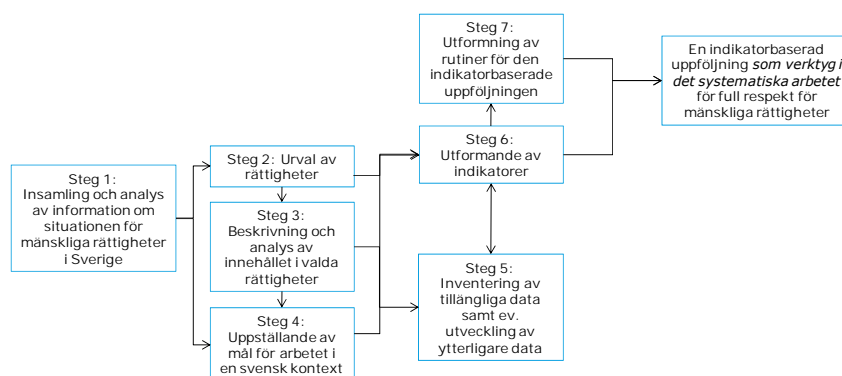 Steg 1:
Insamling och analys
av information om
situationen för
mänskliga rättigheter
i Sverige
Steg 2: Urval av
rättigheter
Steg 3:
Beskrivning och
analys av
innehållet i valda
rättigheter
Steg 4:
Uppställande av
mål för arbetet i
en svensk kontext
Steg 5:
Inventering av
tillängliga data
samt ev.
utveckling av
ytterligare data
Steg 6:
Utformande av
indikatorer
Steg 7:
Utformning av
rutiner för den
indikatorbaserade
uppföljningen
En indikatorbaserad
uppföljning som verktyg i
det systematiska arbetet
för full respekt för
mänskliga rättigheter